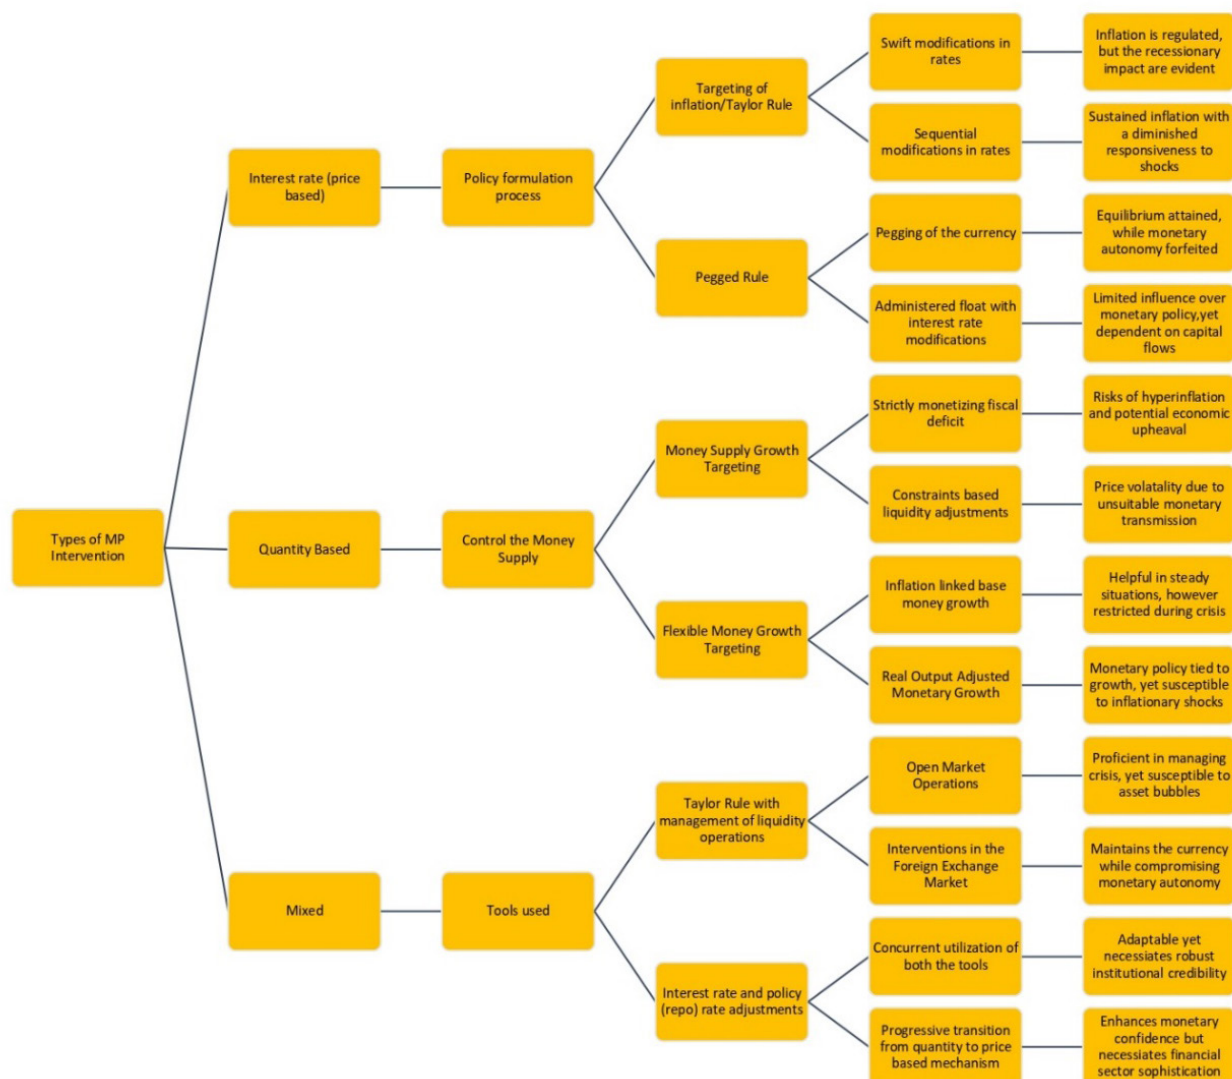 Types of MP
Intervention
Interest rate (price
based)
Policy formulation
process
Targeting of
inflation/Taylor Rule
Swift modifications in
rates
Inflation is regulated,
but the recessionary
impact are evident
Sequential
modifications in rates
Sustained inflation with
a diminished
responsiveness to
shocks
Pegged Rule
Pegging of the currency
Equilibrium attained,
while monetary
autonomy forfeited
Administered float with
interest rate
modifications
Limited influence over
monetary policy,yet
dependent on capital
flows
Quantity Based
Control the Money
Supply
Money Supply Growth
Targeting
Strictly monetizing fiscal
deficit
Risks of hyperinflation
and potential economic
upheaval
Constraints based
liquidity adjustments
Price volatality due to
unsuitable monetary
transmission
Flexible Money Growth
Targeting
Inflation linked base
money growth
Helpful in steady
situations, however
restricted during crisis
Real Output Adjusted
Monetary Growth
Monetary policy tied to
growth, yet susceptible
to inflationary shocks
Mixed
Tools used
Taylor Rule with
management of liquidity
operations
Open Market
Operations
Proficient in managing
crisis, yet susceptible to
asset bubbles
Interventions in the
Foreign Exchange
Market
Maintains the currency
while compromising
monetary autonomy
Interest rate and policy
(repo) rate adjustments
Concurrent utilization of
both the tools
Adaptable yet
necessiates robust
institutional credibility
Progressive transition
from quantity to price
based mechanism
Enhances monetary
confidence but
necessiates financial
sector sophistication